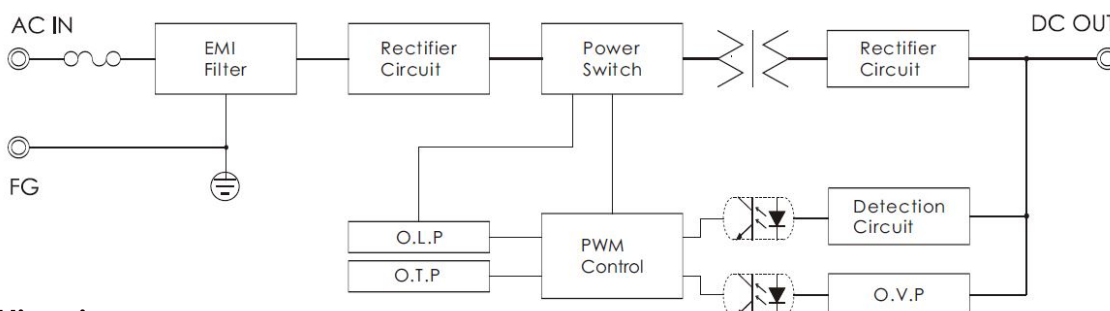 AC IN
DC OUT
EMI
Filter
Rectifier
Circuit
Power
Switch
Rectifier
Circuit
FG
O.L.P
O.T.P
PWM
Control
Detection
Circuit
O.V.P